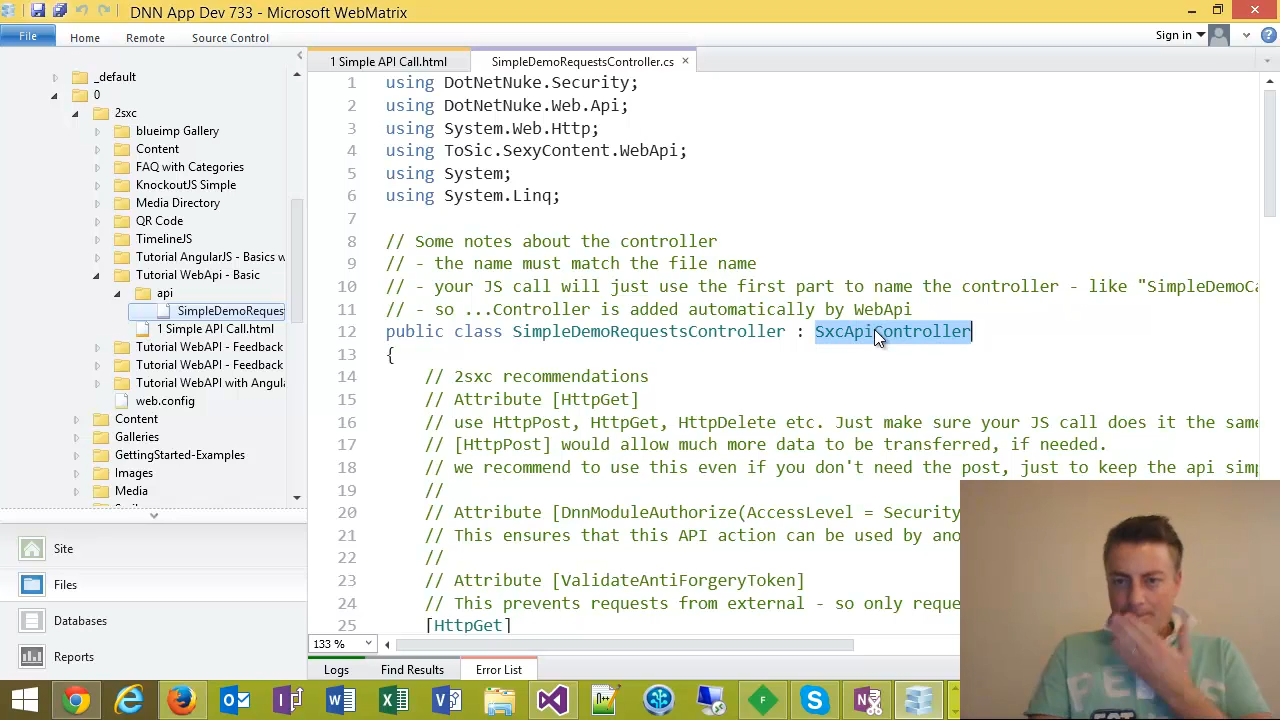 DNN App Dev 733 - Microsoft WebMatrix
File
Home
Remote
Source Control
Sign in
_default
0
2sxc
blueimp Gallery
Content
FAQ with Categories
KnockoutJS Simple
Media Directory
QR Code
TimelineJS
Tutorial AngularJS - Basics w
Tutorial WebApi - Basic
api
SimpleDemoReques
1 Simple API Call.html
Tutorial WebAPI - Feedback
Tutorial WebAPI - Feedback
Tutorial WebAPI with Angula
web.config
Content
Galleries
GettingStarted-Examples
Images
Media
Site
Files
Databases
Reports
1 Simple API Call.html
SimpleDemoRequestsController.cs ×
1 using DotNetNuke.Security;
2 using DotNetNuke.Web.Api;
3 using System.Web.Http;
4 using ToSic.SexyContent.WebApi;
5 using System;
6 using System.Linq;
7
8 // Some notes about the controller
9 // - the name must match the file name
10 // - your JS call will just use the first part to name the controller - like "SimpleDemoCa
11 // - so ...Controller is added automatically by WebApi
12 public class SimpleDemoRequestsController : SxcApiController
13 {
14 // 2sxc recommendations
15 // Attribute [HttpGet]
16 // use HttpPost, HttpGet, HttpDelete etc. Just make sure your JS call does it the same
17 // [HttpPost] would allow much more data to be transferred, if needed.
18 // we recommend to use this even if you don't need the post, just to keep the api simp
19 //
20 // Attribute [DnnModuleAuthorize(AccessLevel = Security
21 // This ensures that this API action can be used by ano
22 //
23 // Attribute [ValidateAntiForgeryToken]
24 // This prevents requests from external - so only reque
25 [HttpGet]
133 %
Logs
Find Results
Error List